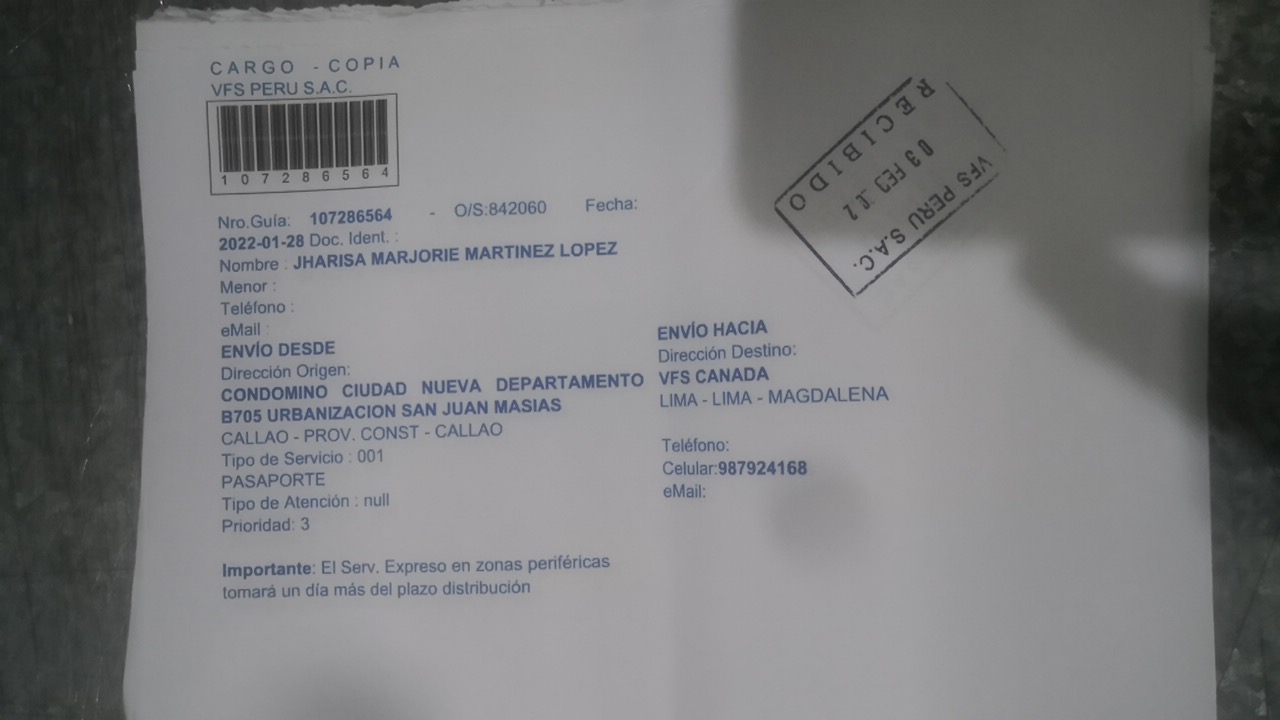 CARGO - COPIA
VFS PERU S.A.C.
107286564
Nro.Guía: 107286564 - O/S:842060 Fecha:
2022-01-28 Doc. Ident. :
Nombre : JHARISA MARJORIE MARTINEZ LOPEZ
Menor :
Teléfono :
eMail :
ENVÍO DESDE
Dirección Origen:
CONDOMINO CIUDAD NUEVA DEPARTAMENTO
B705 URBANIZACION SAN JUAN MASIAS
CALLAO - PROV. CONST - CALLAO
Tipo de Servicio : 001
PASAPORTE
Tipo de Atención : null
Prioridad: 3
ENVÍO HACIA
Dirección Destino:
VFS CANADA
LIMA - LIMA - MAGDALENA
Teléfono:
Celular:987924168
eMail:
Importante: El Serv. Expreso en zonas periféricas
tomará un día más del plazo distribución
VFS PERU S.A.C.
03 FEB
RECIBIDO